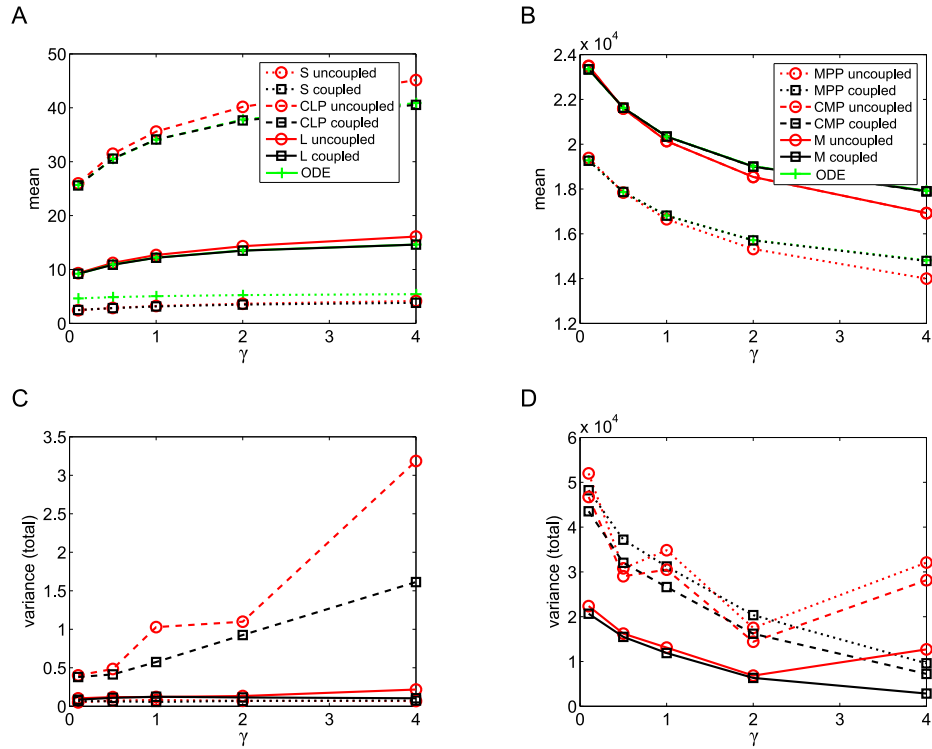 A
50
40
30
20
10
0
mean
0
1
2
3
4
γ
S uncoupled
S coupled
CLP uncoupled
CLP coupled
L uncoupled
L coupled
ODE
B
x 10⁴
2.4
2.2
2
1.8
1.6
1.4
1.2
mean
0
1
2
3
4
γ
MPP uncoupled
MPP coupled
CMP uncoupled
CMP coupled
M uncoupled
M coupled
ODE
C
3.5
3
2.5
2
1.5
1
0.5
0
variance (total)
0
1
2
3
4
γ
D
x 10⁴
6
5
4
3
2
1
0
variance (total)
0
1
2
3
4
γ